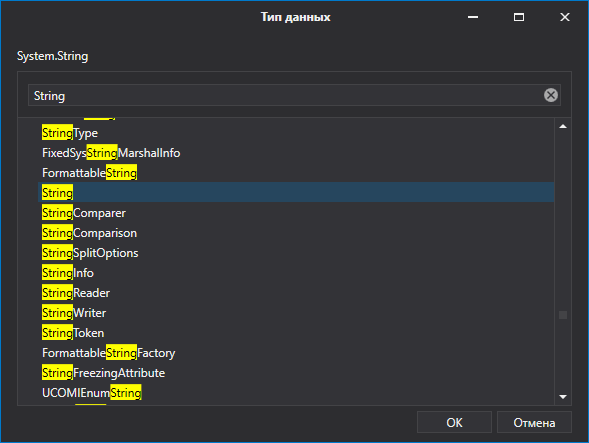 Тип данных
System.String
String
StringType
FixedSysStringMarshalInfo
FormattableString
String
StringComparer
StringComparison
StringSplitOptions
StringInfo
StringReader
StringWriter
StringToken
FormattableStringFactory
StringFreezingAttribute
UCOMIEnumString
OK
Отмена